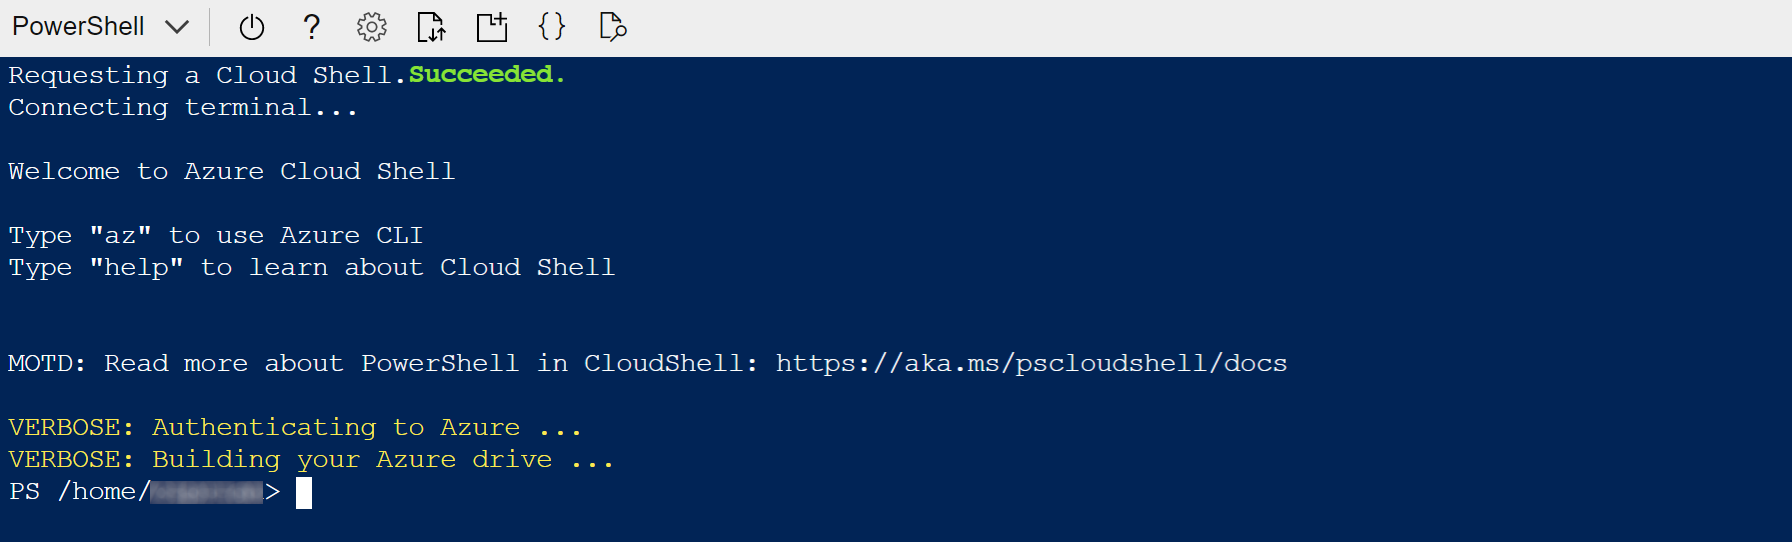 PowerShell
Requesting a Cloud Shell.Succeeded.
Connecting terminal...
Welcome to Azure Cloud Shell
Type "az" to use Azure CLI
Type "help" to learn about Cloud Shell
MOTD: Read more about PowerShell in CloudShell: https://aka.ms/pscloudshell/docs
VERBOSE: Authenticating to Azure ...
VERBOSE: Building your Azure drive ...
PS /home/>